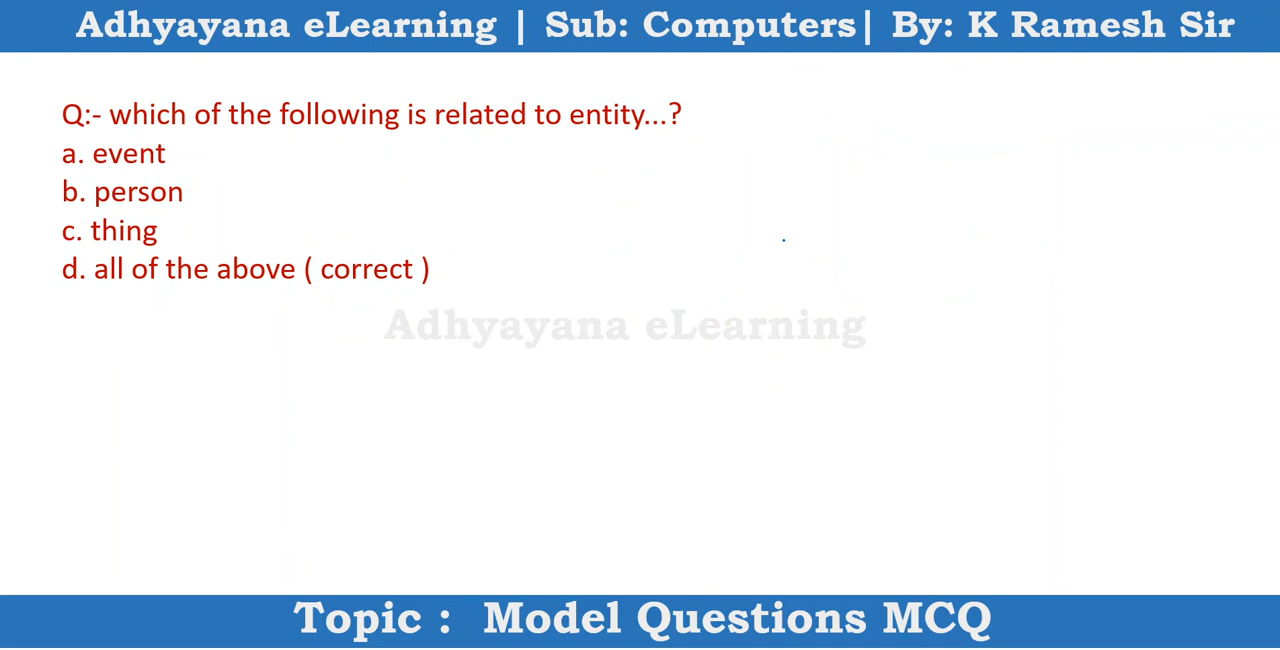 Adhyayana eLearning | Sub: Computers| By: K Ramesh Sir
Q:- which of the following is related to entity...?
a. event
b. person
c. thing
d. all of the above ( correct )
Adhyayana eLearning
Topic :  Model Questions MCQ